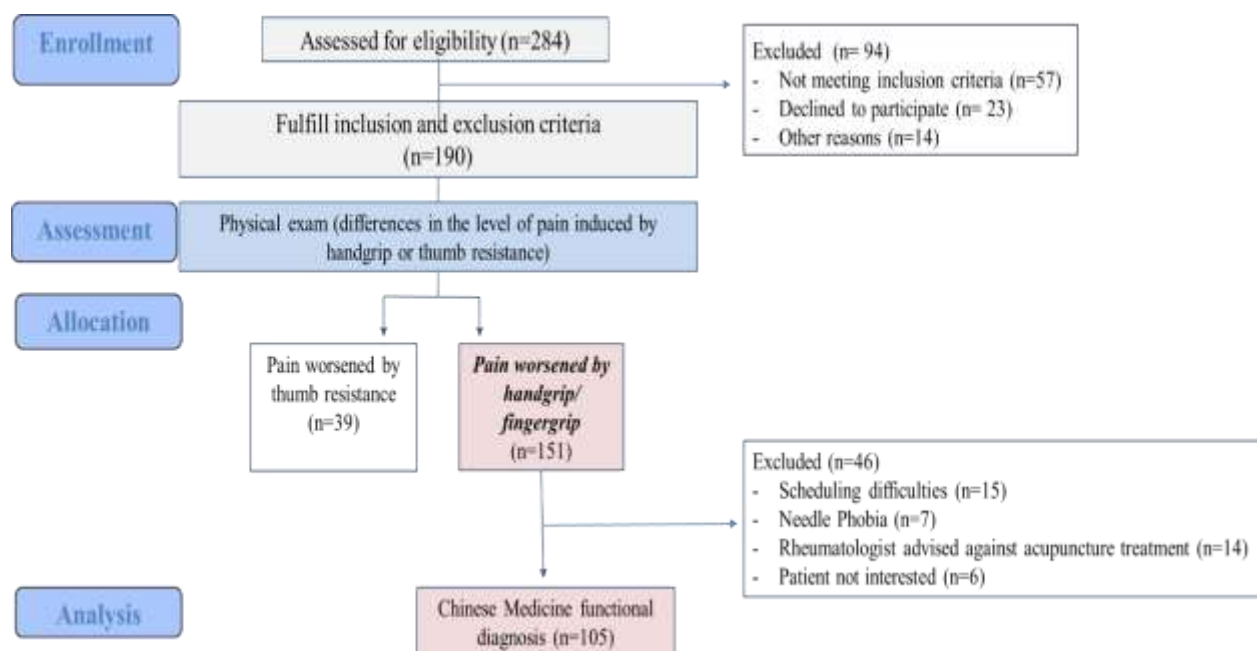 Enrollment
Assessed for eligibility (n=284)
Excluded (n= 94)
- Not meeting inclusion criteria (n=57)
- Declined to participate (n= 23)
- Other reasons (n=14)
Fulfill inclusion and exclusion criteria
(n=190)
Assessment
Physical exam (differences in the level of pain induced by
handgrip or thumb resistance)
Allocation
Pain worsened by
thumb resistance
(n=39)
Pain worsened by
handgrip/
fingergrip
(n=151)
Excluded (n=46)
- Scheduling difficulties (n=15)
- Needle Phobia (n=7)
- Rheumatologist advised against acupuncture treatment (n=14)
- Patient not interested (n=6)
Analysis
Chinese Medicine functional
diagnosis (n=105)